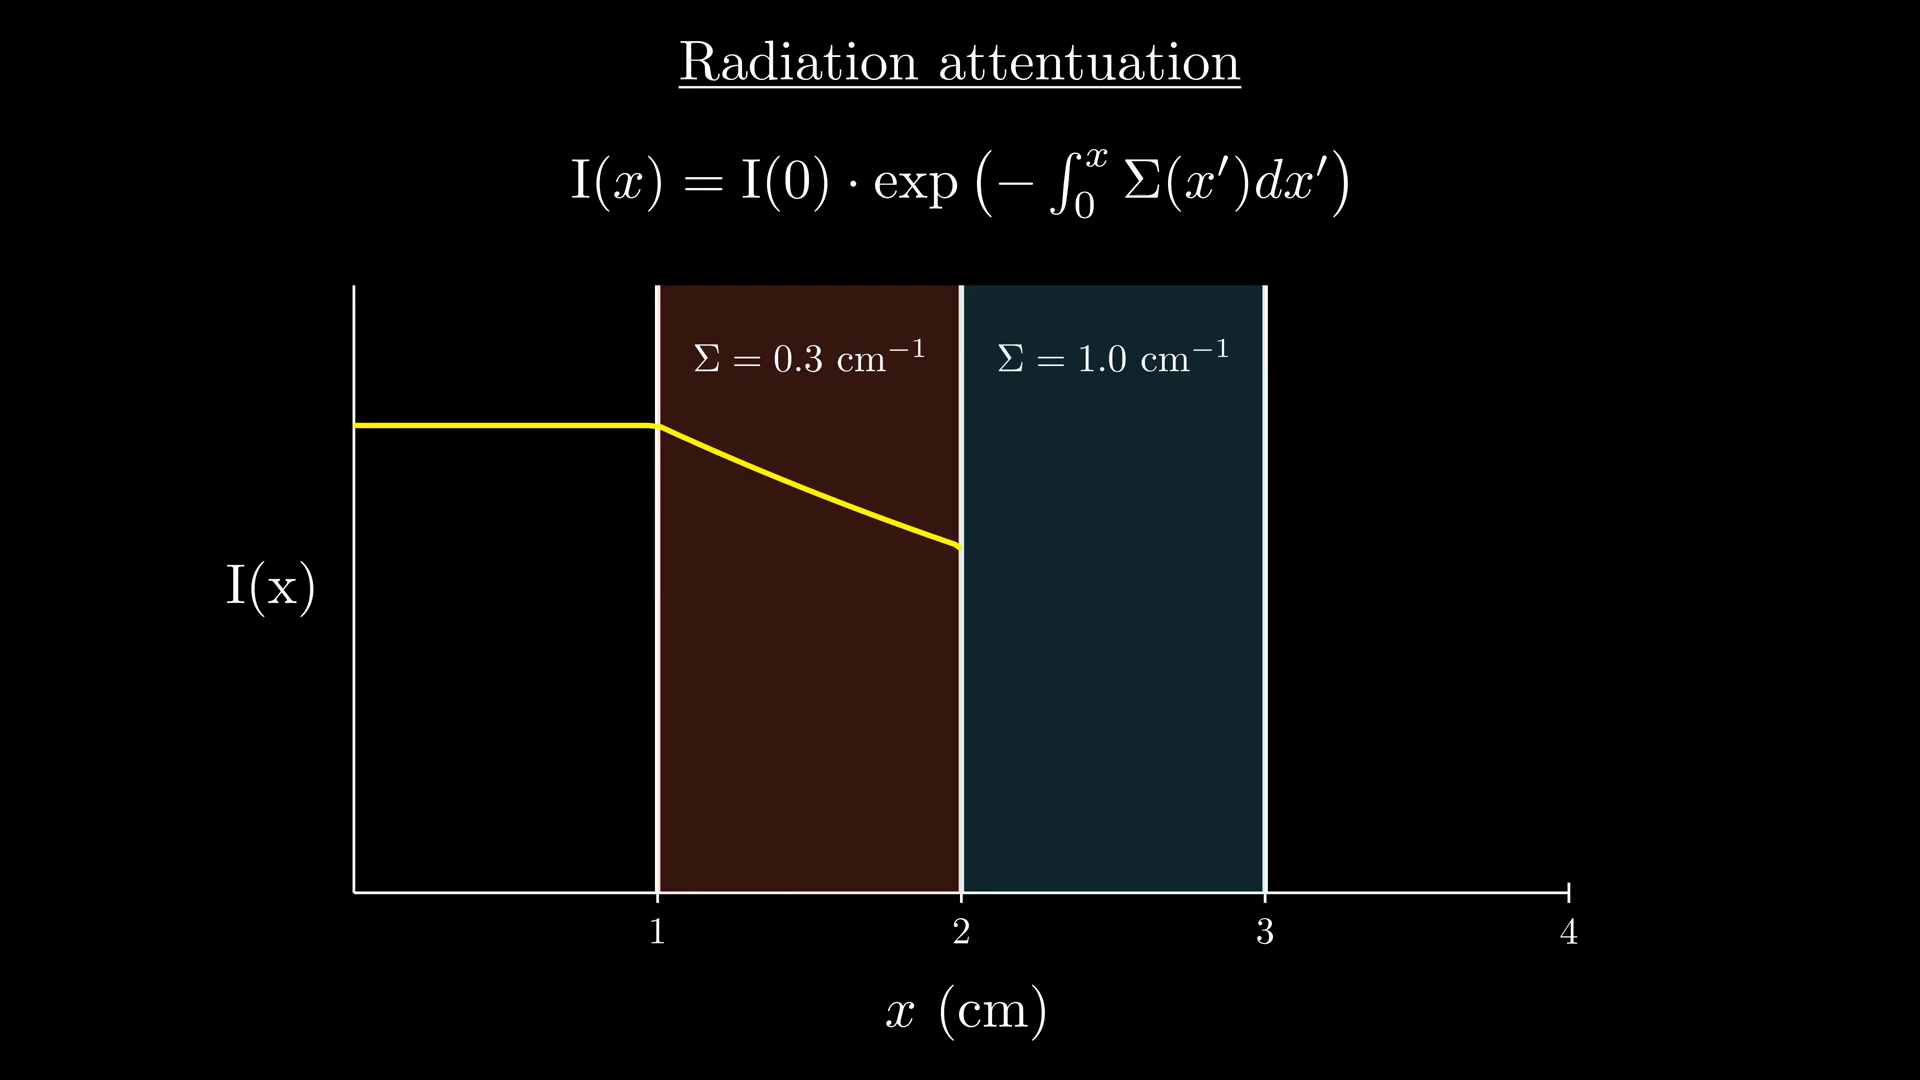 Radiation attentuation
I(x) = I(0) · exp (− ∫₀ˣ Σ(x′)dx′)
Σ = 0.3 cm⁻¹ Σ = 1.0 cm⁻¹
I(x)
1 2 3 4
x (cm)